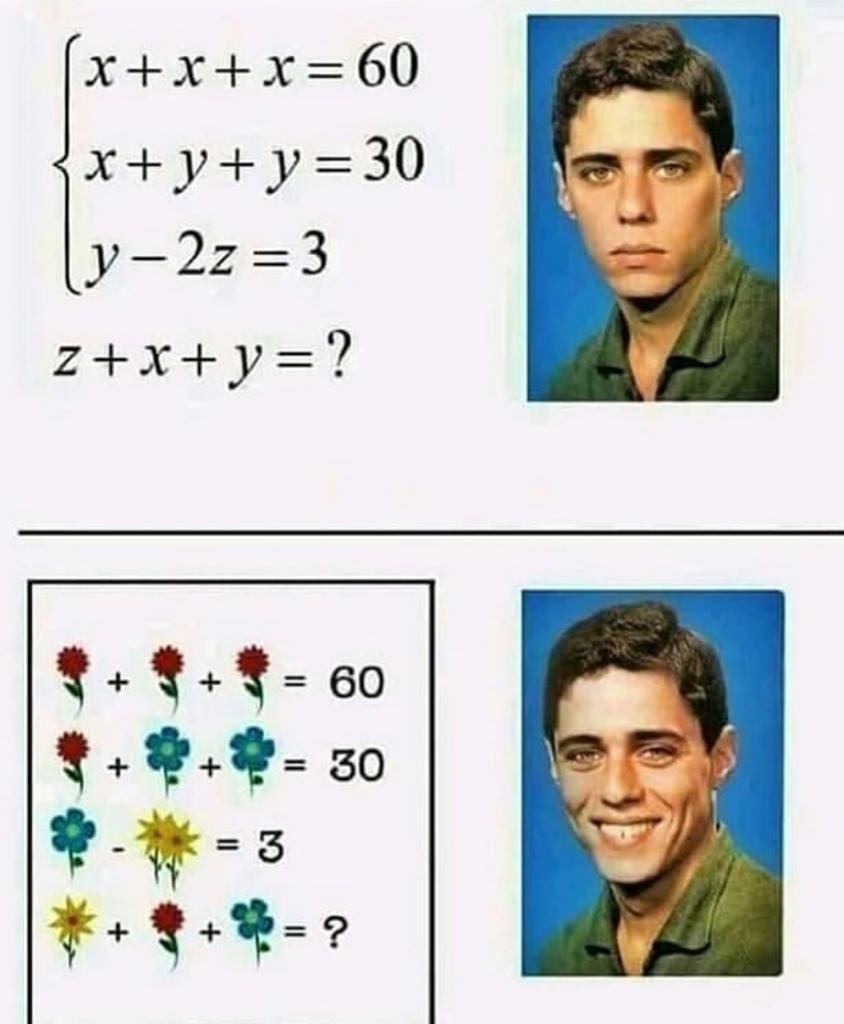 x + x + x = 60
x + y + y = 30
y − 2z = 3
z + x + y = ?
+ + = 60
+ + = 30
- = 3
+ + = ?